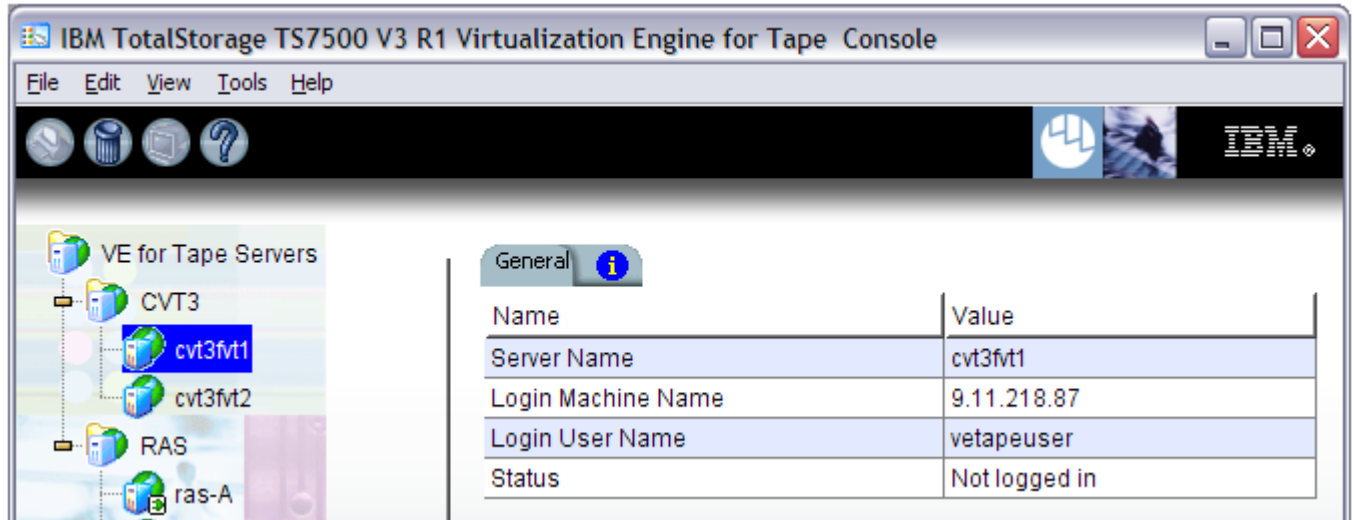 IBM TotalStorage TS7500 V3 R1 Virtualization Engine for Tape Console
File Edit View Tools Help
IBM
VE for Tape Servers
CVT3
cvt3fvt1
cvt3fvt2
RAS
ras-A
General i
Name Value
Server Name cvt3fvt1
Login Machine Name 9.11.218.87
Login User Name vetapeuser
Status Not logged in